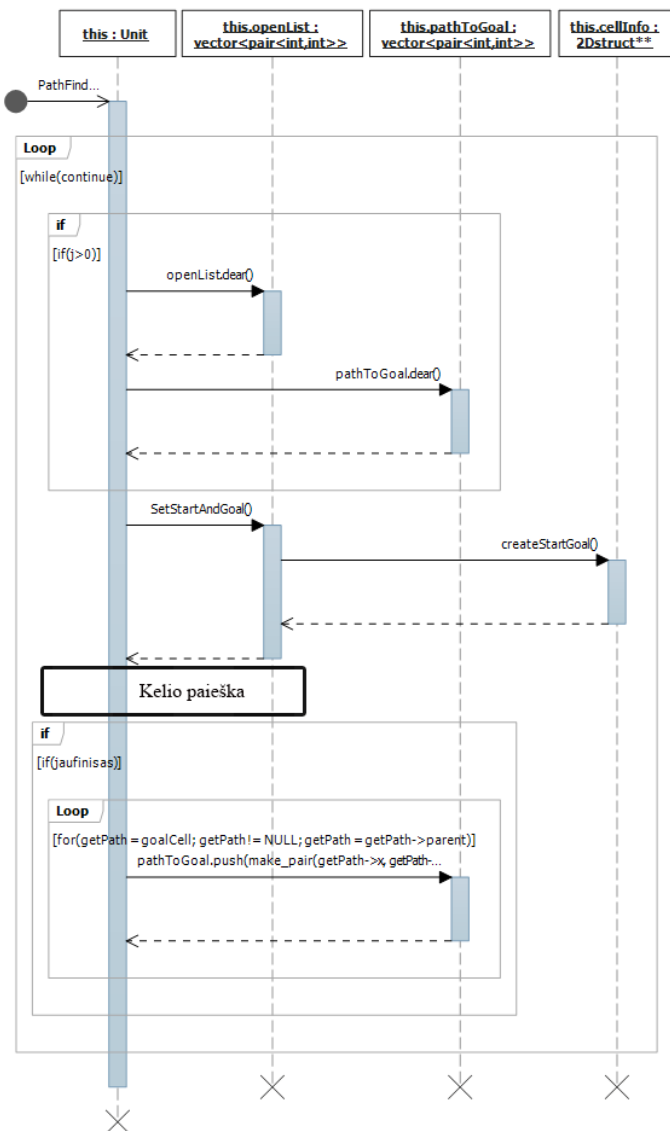 this : Unit
this.openList :
vector<pair<int,int>>
this.pathToGoal :
vector<pair<int,int>>
this.cellInfo :
2Dstruct**
PathFind...
Loop
[while(continue)]
if
[if(j>0)]
openList.clear()
pathToGoal.clear()
SetStartAndGoal()
createStartGoal()
Kelio paieška
if
[if(jaufinisas)]
Loop
[for(getPath = goalCell; getPath != NULL; getPath = getPath->parent)]
pathToGoal.push(make_pair(getPath->x, getPath-...